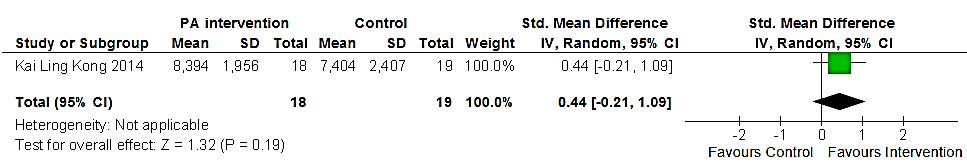 PA intervention Control Std. Mean Difference Std. Mean Difference
Study or Subgroup Mean SD Total Mean SD Total Weight IV, Random, 95% CI IV, Random, 95% CI
Kai Ling Kong 2014 8,394 1,956 18 7,404 2,407 19 100.0% 0.44 [-0.21, 1.09]
Total (95% CI) 18 19 100.0% 0.44 [-0.21, 1.09]
Heterogeneity: Not applicable
Test for overall effect: Z = 1.32 (P = 0.19)
-2 -1 0 1 2
Favours Control Favours Intervention